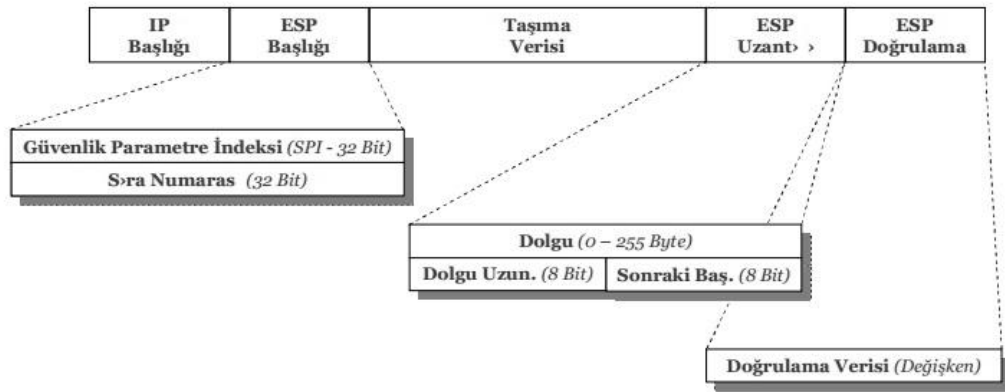 IP
Başlığı
ESP
Başlığı
Taşıma
Verisi
ESP
Uzant› ›
ESP
Doğrulama
Güvenlik Parametre İndeksi (SPI - 32 Bit)
S›ra Numaras (32 Bit)
Dolgu (0 – 255 Byte)
Dolgu Uzun. (8 Bit)
Sonraki Baş. (8 Bit)
Doğrulama Verisi (Değişken)